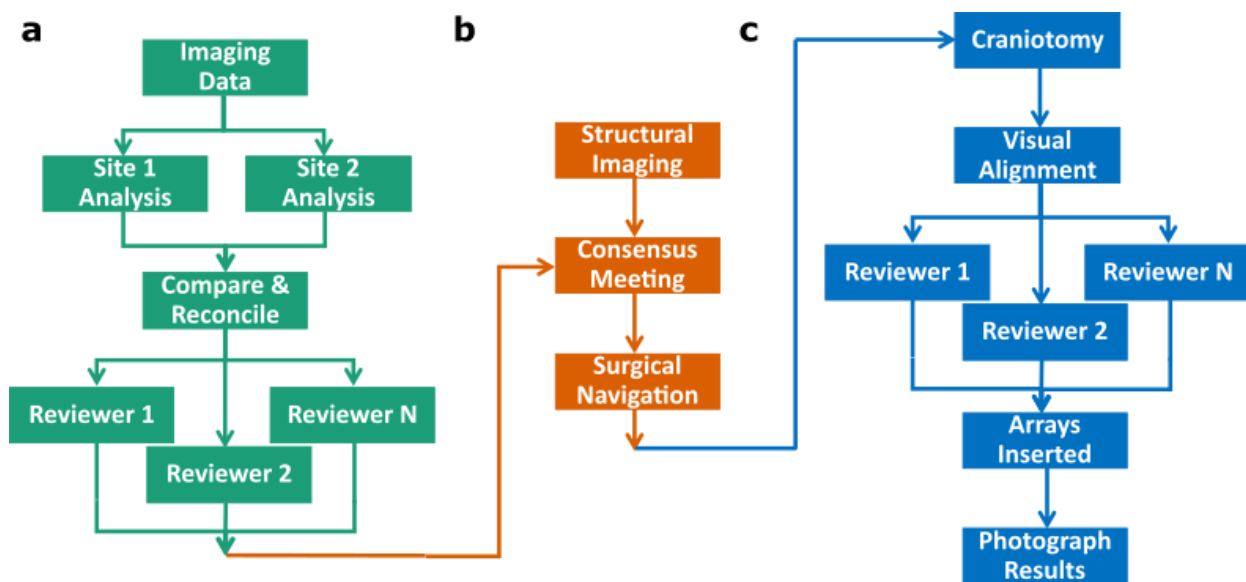 a
Imaging
Data
Site 1
Analysis
Site 2
Analysis
Compare &
Reconcile
Reviewer 1
Reviewer N
Reviewer 2
b
Structural
Imaging
Consensus
Meeting
Surgical
Navigation
c
Craniotomy
Visual
Alignment
Reviewer 1
Reviewer N
Reviewer 2
Arrays
Inserted
Photograph
Results